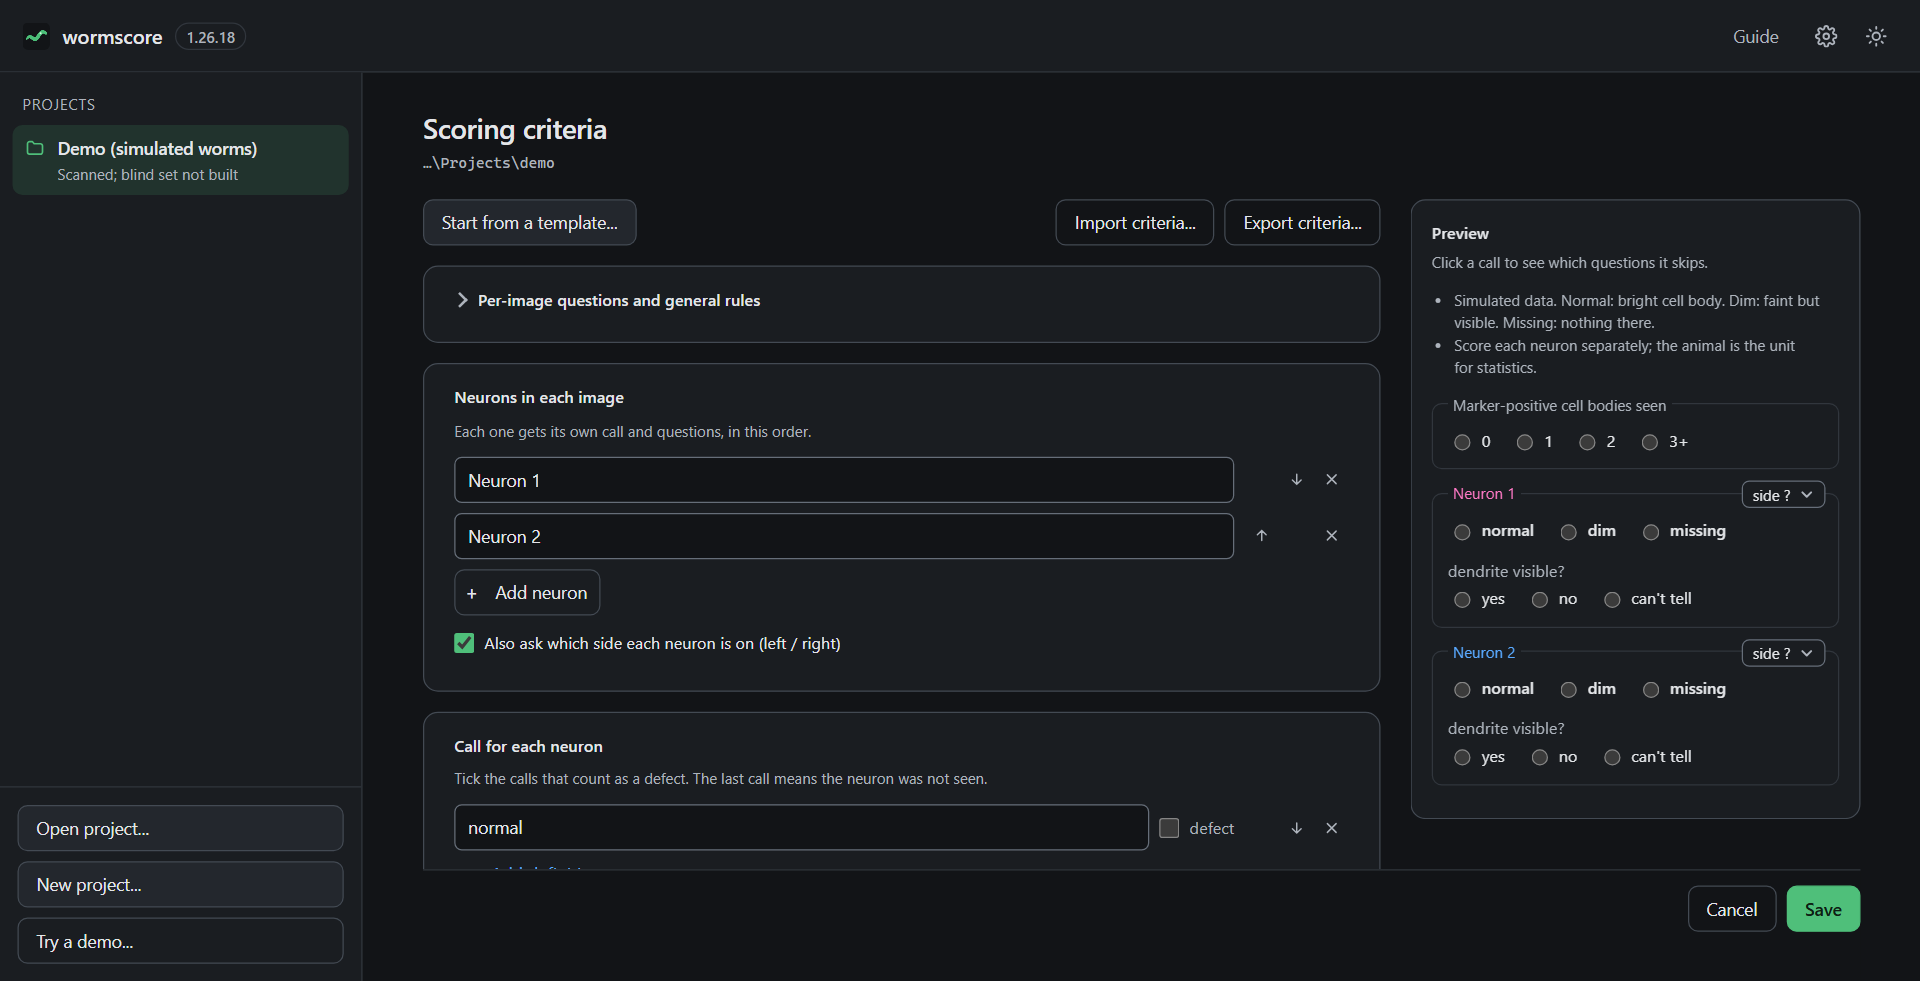 wormscore 1.26.18
Guide
PROJECTS
Demo (simulated worms)
Scanned; blind set not built
Open project...
New project...
Try a demo...
Scoring criteria
…\Projects\demo
Start from a template...
Import criteria...
Export criteria...
Per-image questions and general rules
Neurons in each image
Each one gets its own call and questions, in this order.
Neuron 1
Neuron 2
+ Add neuron
Also ask which side each neuron is on (left / right)
Call for each neuron
Tick the calls that count as a defect. The last call means the neuron was not seen.
normal
defect
Preview
Click a call to see which questions it skips.
• Simulated data. Normal: bright cell body. Dim: faint but
visible. Missing: nothing there.
• Score each neuron separately; the animal is the unit
for statistics.
Marker-positive cell bodies seen
0 1 2 3+
Neuron 1 side ?
normal dim missing
dendrite visible?
yes no can't tell
Neuron 2 side ?
normal dim missing
dendrite visible?
yes no can't tell
Cancel
Save